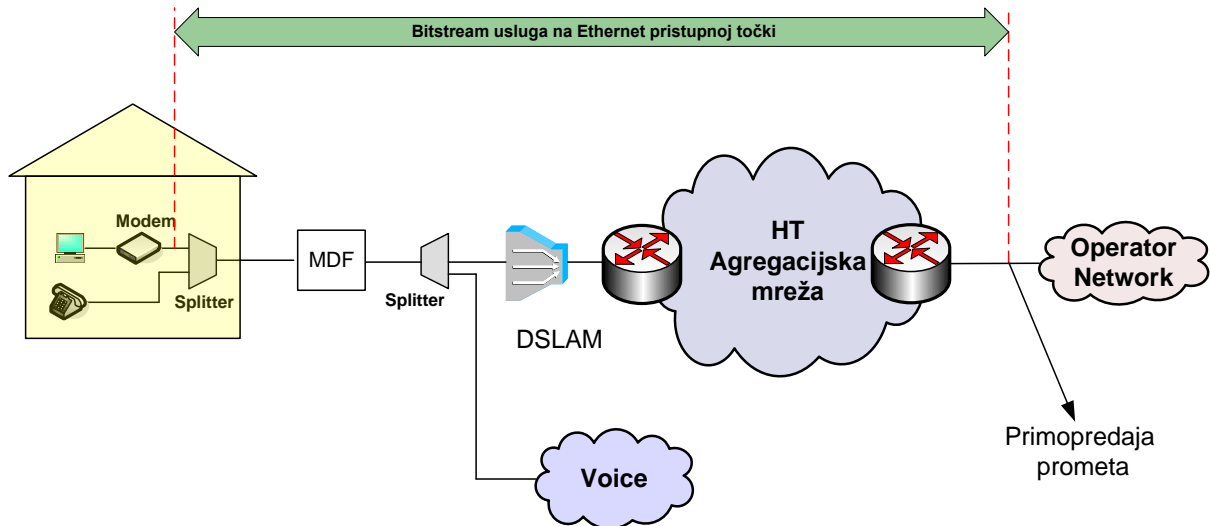 Bitstream usluga na Ethernet pristupnoj točki
Modem
Splitter
MDF
Splitter
DSLAM
HT
Agregacijska
mreža
Operator
Network
Voice
Primopredaja
prometa